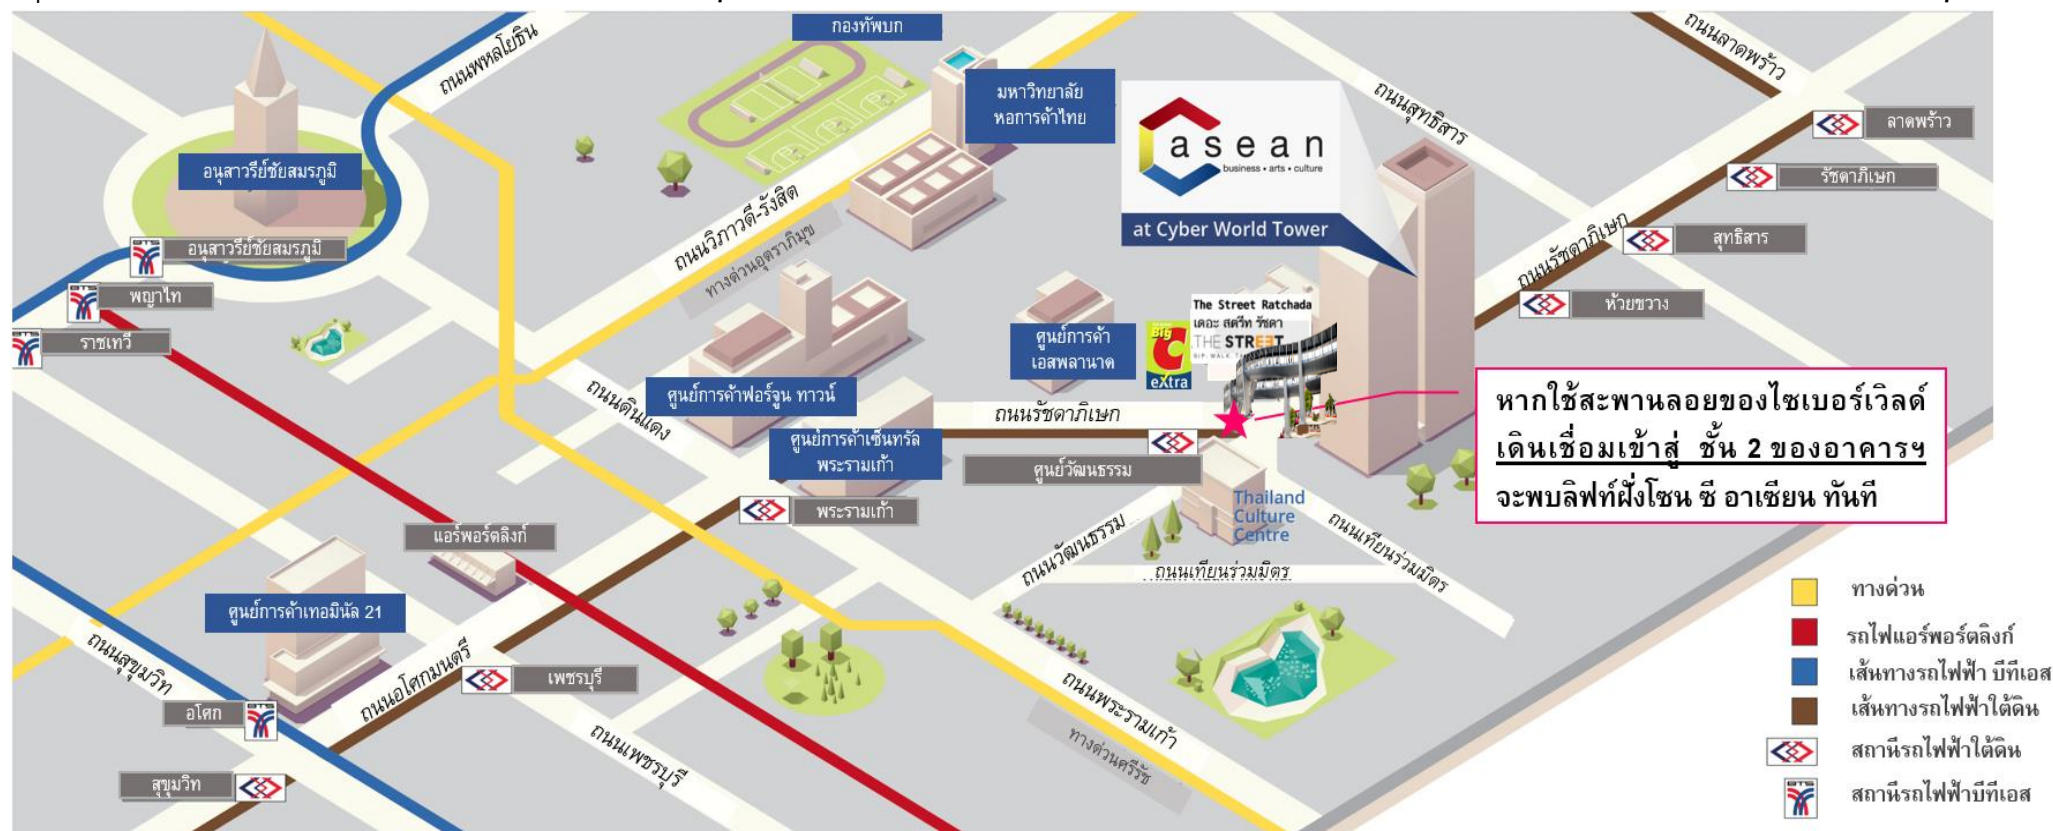 กองทัพบก
ถนนพหลโยธิน
ถนนลาดพร้าว
มหาวิทยาลัย
หอการค้าไทย
ถนนสุทธิสาร
asean
business • arts • culture
at Cyber World Tower
ลาดพร้าว
รัชดาภิเษก
สุทธิสาร
ห้วยขวาง
ถนนรัชดาภิเษก
อนุสาวรีย์ชัยสมรภูมิ
BTS
อนุสาวรีย์ชัยสมรภูมิ
BTS
พญาไท
BTS
ราชเทวี
ถนนวิภาวดี-รังสิต
ทางด่วนอุตราภิมุข
The Street Ratchada
เดอะ สตรีท รัชดา
THE STREET
Big C
eXtra
ศูนย์การค้า
เอสพลานาด
ศูนย์การค้าฟอร์จูน ทาวน์
ถนนดินแดง
ถนนรัชดาภิเษก
ศูนย์การค้าเซ็นทรัล
พระรามเก้า
ศูนย์วัฒนธรรม
พระรามเก้า
หากใช้สะพานลอยของไซเบอร์เวิลด์
เดินเชื่อมเข้าสู่ ชั้น 2 ของอาคารฯ
จะพบลิฟท์ฝั่งโซน ซี อาเซียน ทันที
Thailand
Culture
Centre
ถนนวัฒนธรรม
ถนนเทียนร่วมมิตร
ถนนเทียนร่วมมิตร
แอร์พอร์ตลิงก์
ศูนย์การค้าเทอมินัล 21
ถนนสุขุมวิท
อโศก
BTS
ถนนอโศกมนตรี
เพชรบุรี
ถนนเพชรบุรี
สุขุมวิท
ถนนพระรามเก้า
ทางด่วนศรีรัช
ทางด่วน
รถไฟแอร์พอร์ตลิงก์
เส้นทางรถไฟฟ้า บีทีเอส
เส้นทางรถไฟฟ้าใต้ดิน
สถานีรถไฟฟ้าใต้ดิน
BTS
สถานีรถไฟฟ้าบีทีเอส